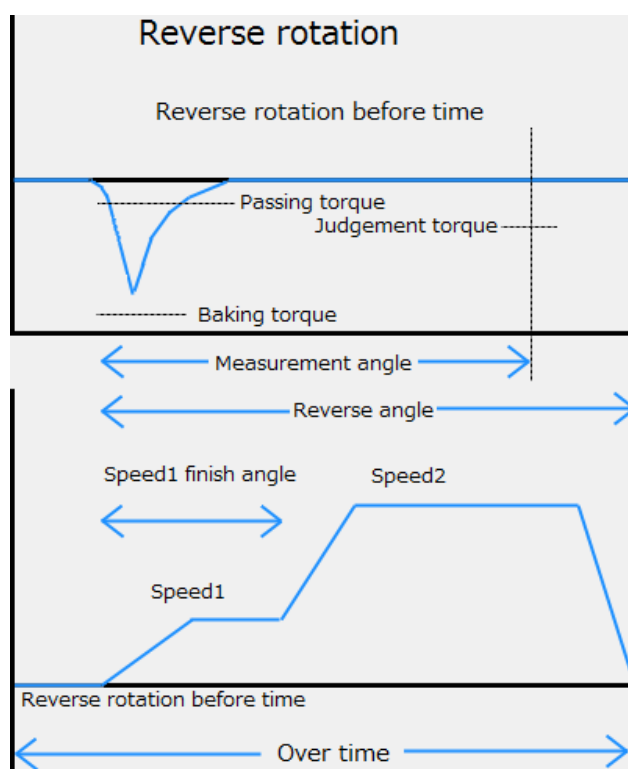 Reverse rotation
Reverse rotation before time
Passing torque
Judgement torque
Baking torque
Measurement angle
Reverse angle
Speed1 finish angle
Speed2
Speed1
Reverse rotation before time
Over time